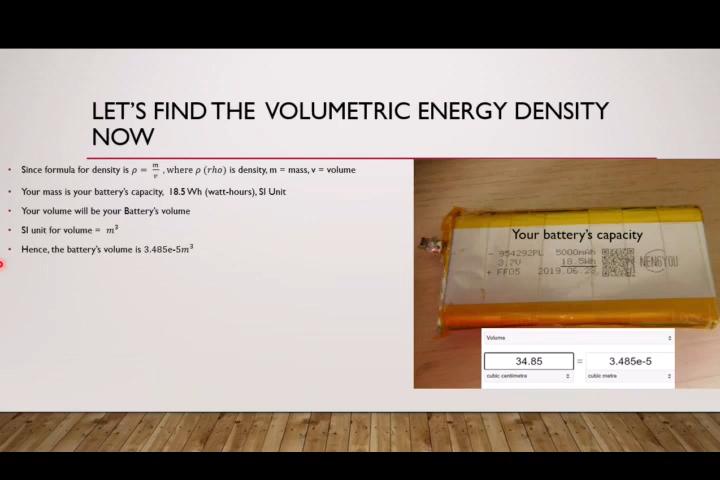 LET'S FIND THE VOLUMETRIC ENERGY DENSITY
NOW
• Since formula for density is ρ = m/v , where ρ (rho) is density, m = mass, v = volume
• Your mass is your battery's capacity, 18.5 Wh (watt-hours), SI Unit
• Your volume will be your Battery's volume
• SI unit for volume = m³
• Hence, the battery's volume is 3.485e-5m³
Your battery's capacity
- 954292PL 5000mAh
3.7V 18.5Wh NENGYOU
+ FF05 2019.06.28
Volume
34.85 = 3.485e-5
cubic centimetre cubic metre